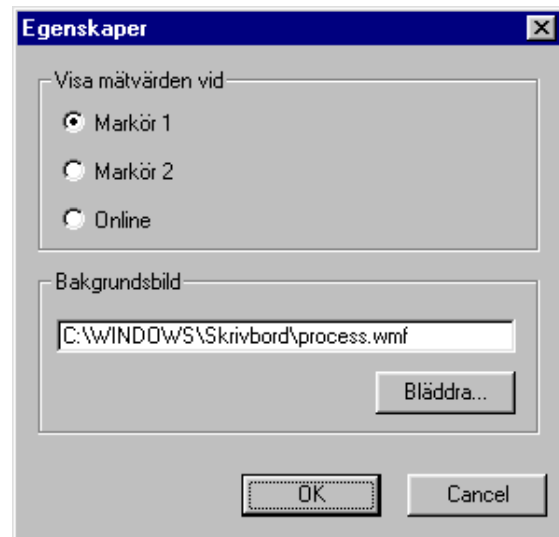 Egenskaper
Visa mätvärden vid
Markör 1
Markör 2
Online
Bakgrundsbild
C:\WINDOWS\Skrivbord\process.wmf
Bläddra...
OK
Cancel